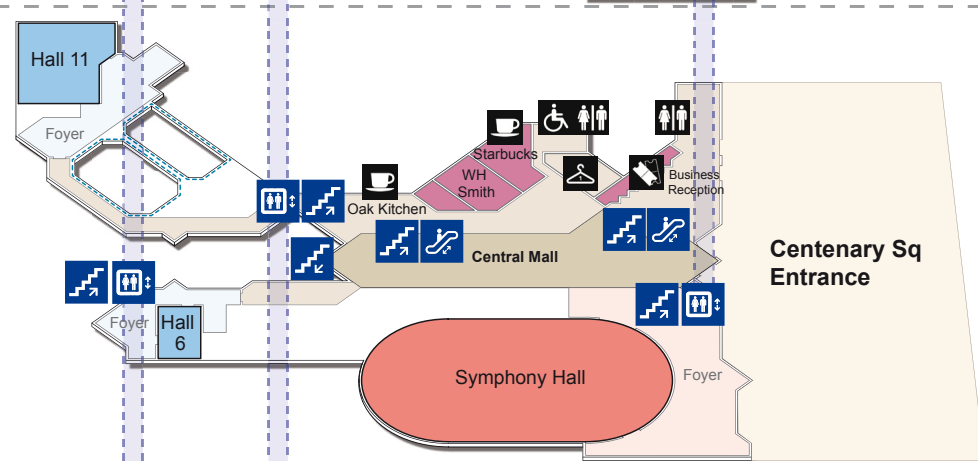 Hall 11
Foyer
Starbucks
WH
Smith
Business
Reception
Oak Kitchen
Central Mall
Centenary Sq
Entrance
Foyer
Hall
6
Symphony Hall
Foyer